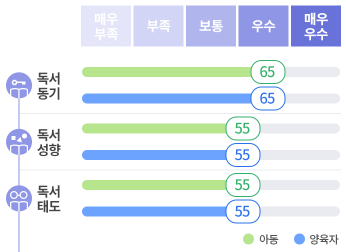 매우 부족
부족
보통
우수
매우 우수
독서 동기
65
65
독서 성향
55
55
독서 태도
55
55
아동
양육자